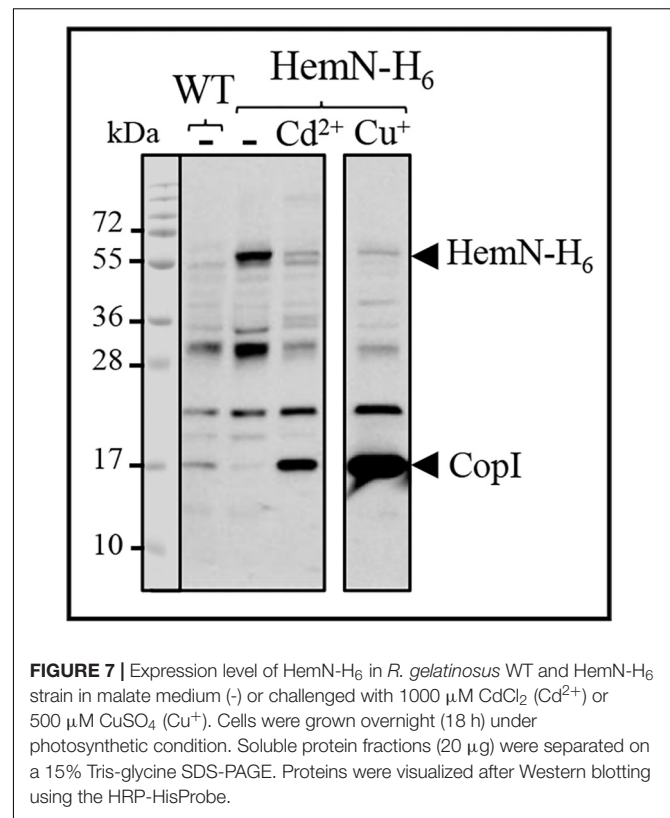 HemN-H₆
WT
kDa - - Cd²⁺ Cu⁺
72
55 HemN-H₆
36
28
17 CopI
10
FIGURE 7 | Expression level of HemN-H₆ in R. gelatinosus WT and HemN-H₆
strain in malate medium (-) or challenged with 1000 μM CdCl₂ (Cd²⁺) or
500 μM CuSO₄ (Cu⁺). Cells were grown overnight (18 h) under
photosynthetic condition. Soluble protein fractions (20 μg) were separated on
a 15% Tris-glycine SDS-PAGE. Proteins were visualized after Western blotting
using the HRP-HisProbe.